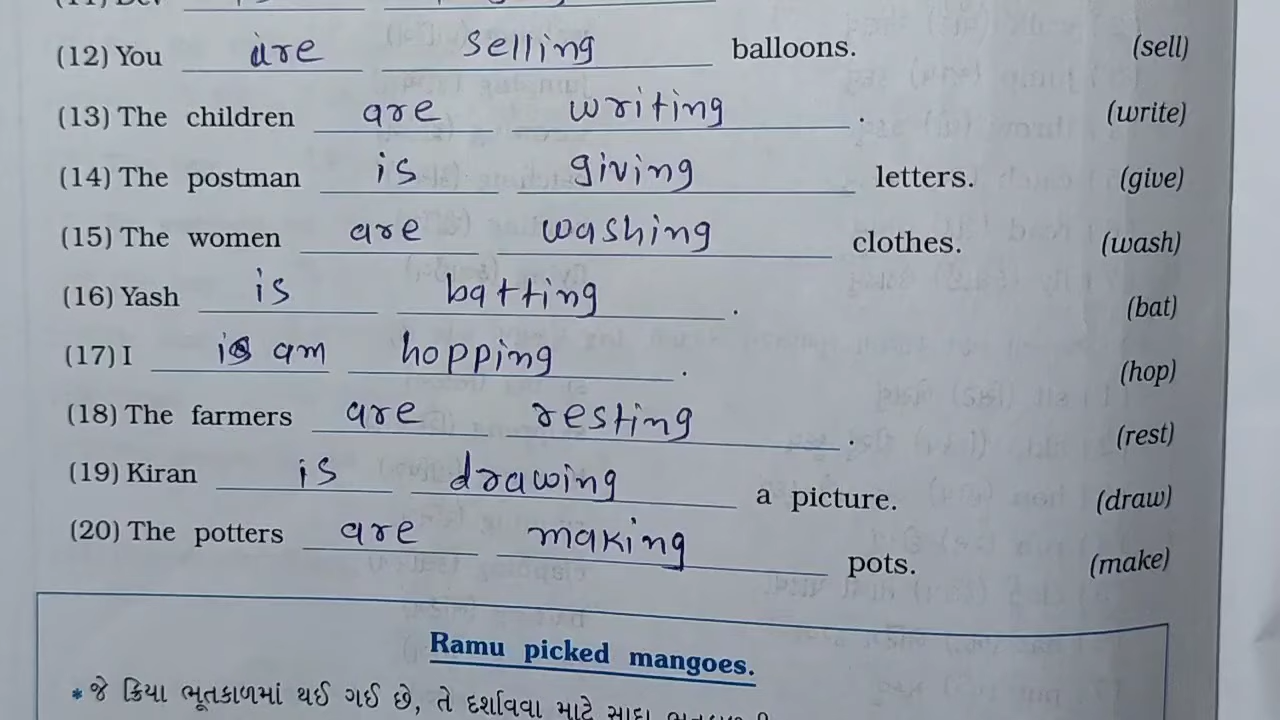 (12) You are selling balloons. (sell)
(13) The children are writing. (write)
(14) The postman is giving letters. (give)
(15) The women are washing clothes. (wash)
(16) Yash is batting. (bat)
(17) I am hopping. (hop)
(18) The farmers are resting. (rest)
(19) Kiran is drawing a picture. (draw)
(20) The potters are making pots. (make)
Ramu picked mangoes.
* જે ક્રિયા ભૂતકાળમાં થઈ ગઈ છે, તે દર્શાવવા માટે સાદા